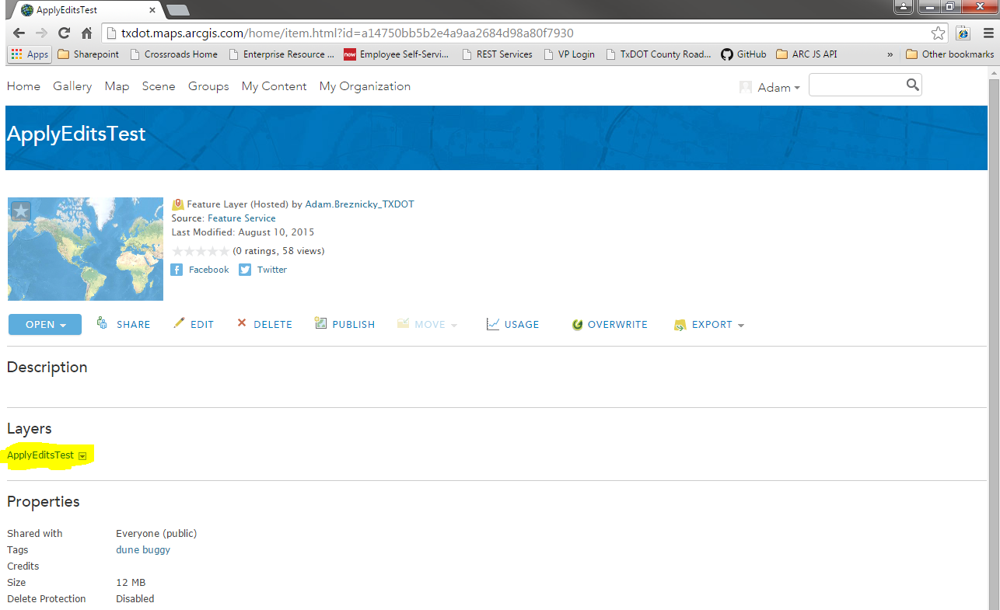 ApplyEditsTest ×
txdot.maps.arcgis.com/home/item.html?id=a14750bb5b2e4a9aa2684d98a80f7930
Apps Sharepoint Crossroads Home Enterprise Resource ... now Employee Self-Servi... REST Services VP Login TxDOT County Road... GitHub ARC JS API » Other bookmarks
Home Gallery Map Scene Groups My Content My Organization Adam
ApplyEditsTest
Feature Layer (Hosted) by Adam.Breznicky_TXDOT
Source: Feature Service
Last Modified: August 10, 2015
(0 ratings, 58 views)
Facebook Twitter
OPEN SHARE EDIT DELETE PUBLISH MOVE USAGE OVERWRITE EXPORT
Description
Layers
ApplyEditsTest
Properties
Shared with Everyone (public)
Tags dune buggy
Credits
Size 12 MB
Delete Protection Disabled